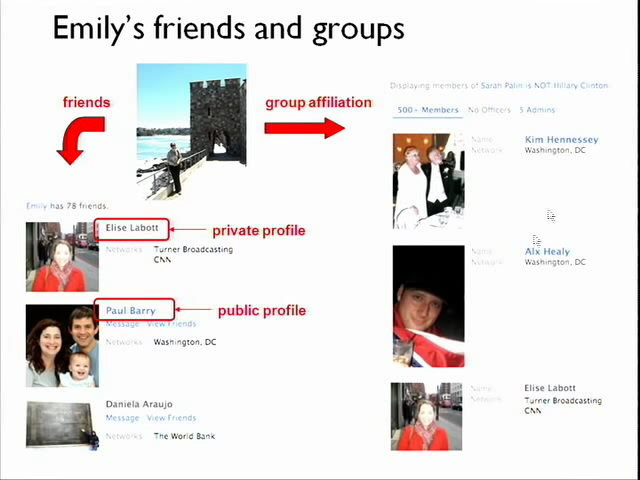 Emily's friends and groups
friends
group affiliation
Displaying members of Sarah Palin is NOT Hillary Clinton.
500+ Members No Officers 5 Admins
Name Kim Hennessey
Network Washington, DC
Emily has 78 friends.
Elise Labott
private profile
Networks Turner Broadcasting
CNN
Name Alx Healy
Network Washington, DC
Paul Barry
public profile
Message View Friends
Networks Washington, DC
Name Elise Labott
Network Turner Broadcasting
CNN
Daniela Araujo
Message View Friends
Networks The World Bank